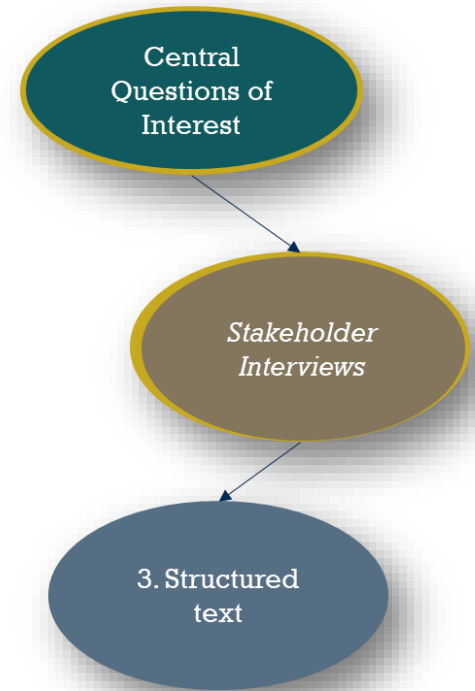 Central
Questions of
Interest
Stakeholder
Interviews
3. Structured
text